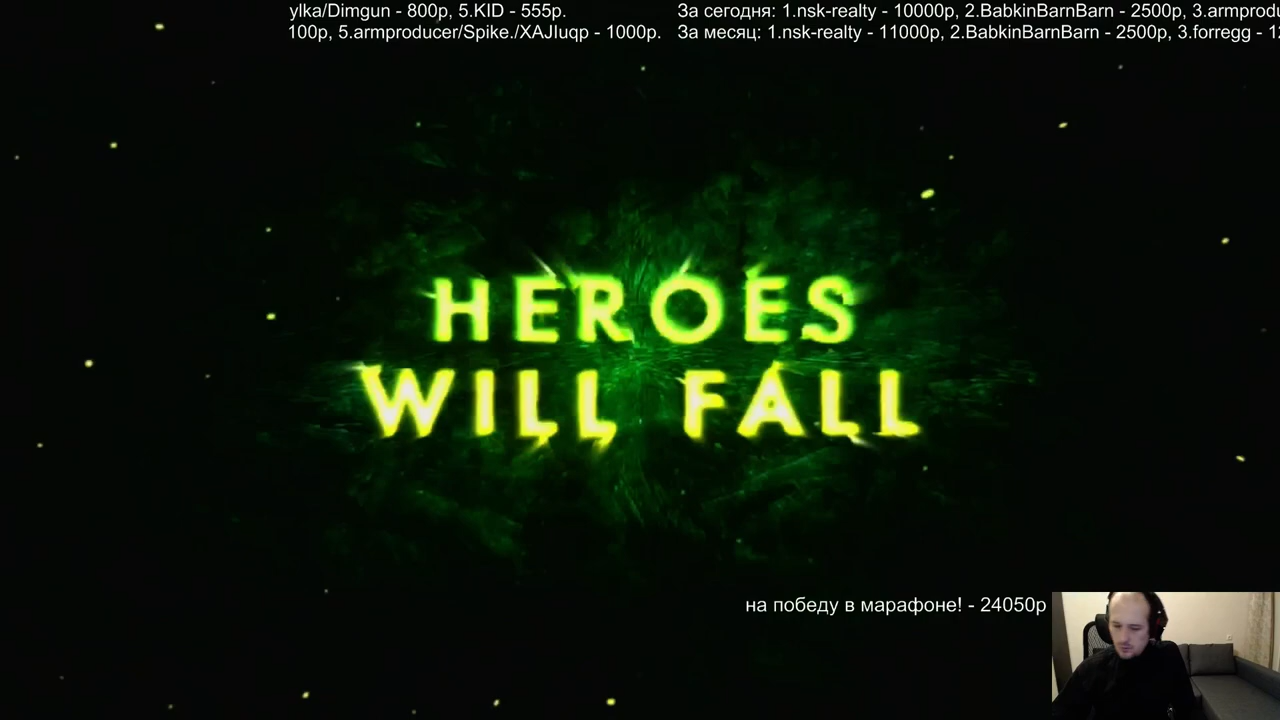 ylka/Dimgun - 800р, 5.KID - 555р. За сегодня: 1.nsk-realty - 10000р, 2.BabkinBarnBarn - 2500р, 3.armprodu
100р, 5.armproducer/Spike./XAJIuqp - 1000р. За месяц: 1.nsk-realty - 11000р, 2.BabkinBarnBarn - 2500р, 3.forregg - 12
HEROES
WILL FALL
на победу в марафоне! - 24050р